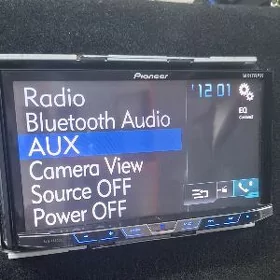 Pioneer
Radio
12 01
Bluetooth Audio
EQ
AUX
Camera View
Source OFF
Power OFF